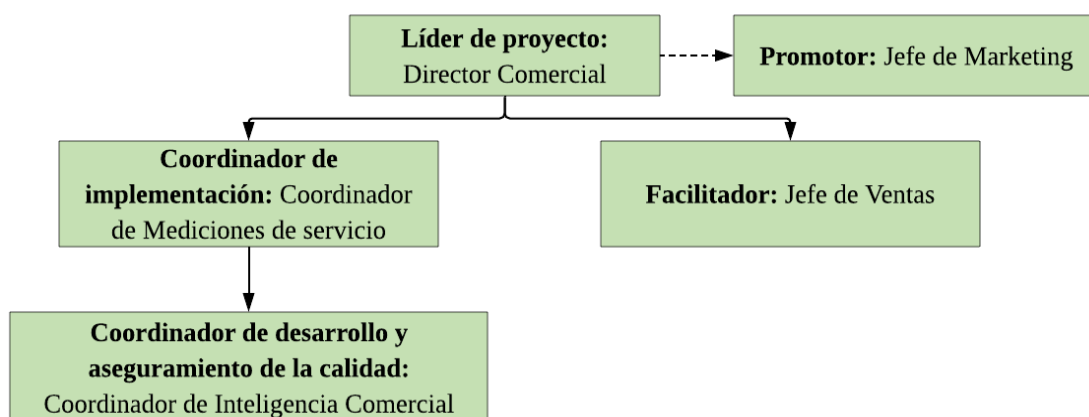 Líder de proyecto:
Director Comercial
Promotor: Jefe de Marketing
Coordinador de
implementación: Coordinador
de Mediciones de servicio
Facilitador: Jefe de Ventas
Coordinador de desarrollo y
aseguramiento de la calidad:
Coordinador de Inteligencia Comercial